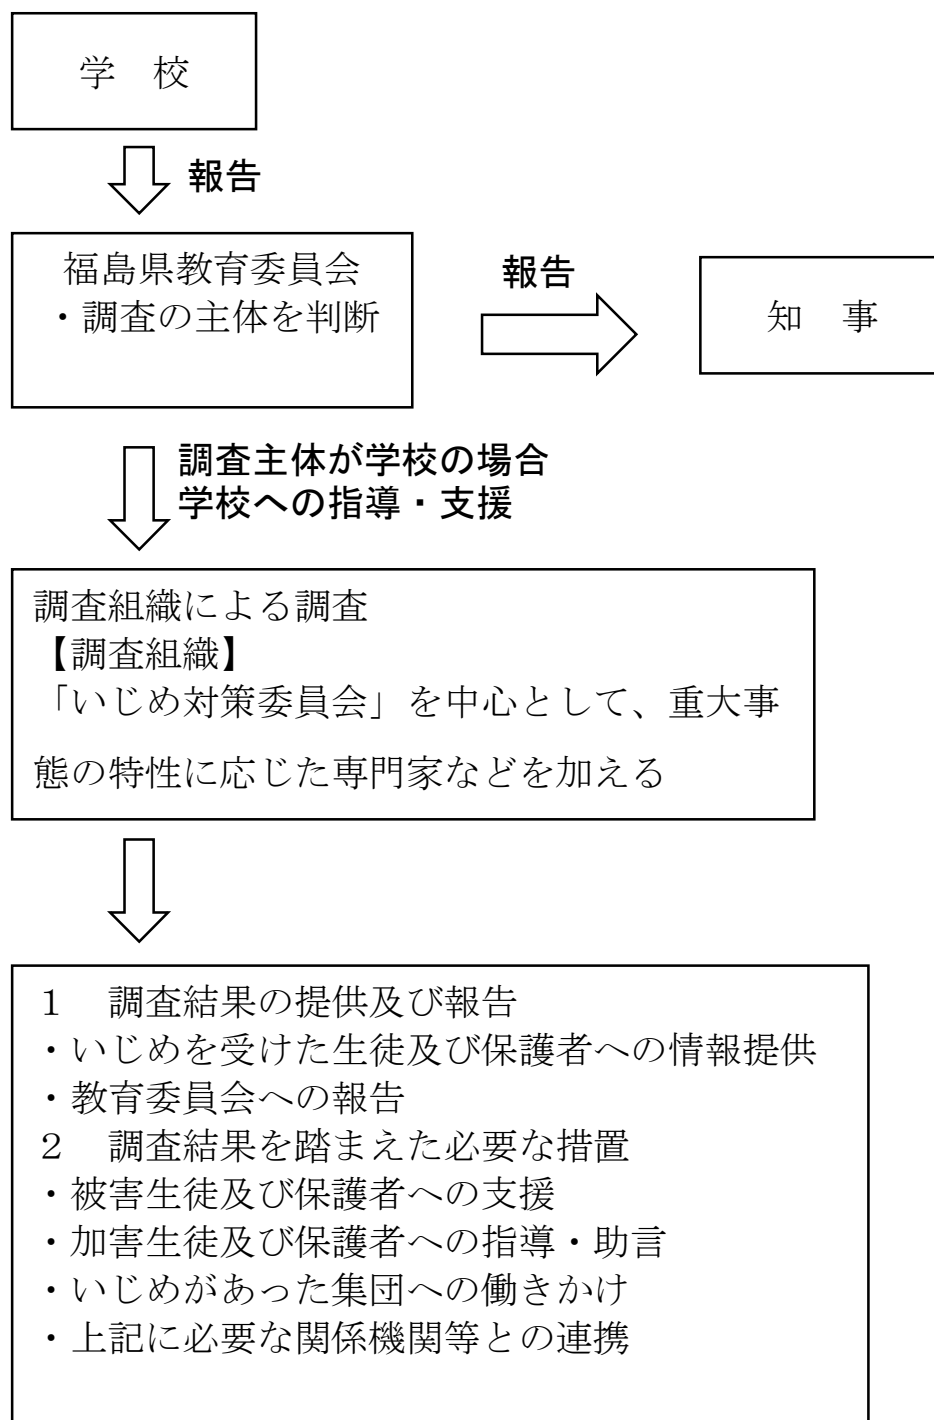 学　校
報告
福島県教育委員会
・調査の主体を判断
報告
知　事
調査主体が学校の場合
学校への指導・支援
調査組織による調査
【調査組織】
「いじめ対策委員会」を中心として、重大事
態の特性に応じた専門家などを加える
１　調査結果の提供及び報告
・いじめを受けた生徒及び保護者への情報提供
・教育委員会への報告
２　調査結果を踏まえた必要な措置
・被害生徒及び保護者への支援
・加害生徒及び保護者への指導・助言
・いじめがあった集団への働きかけ
・上記に必要な関係機関等との連携